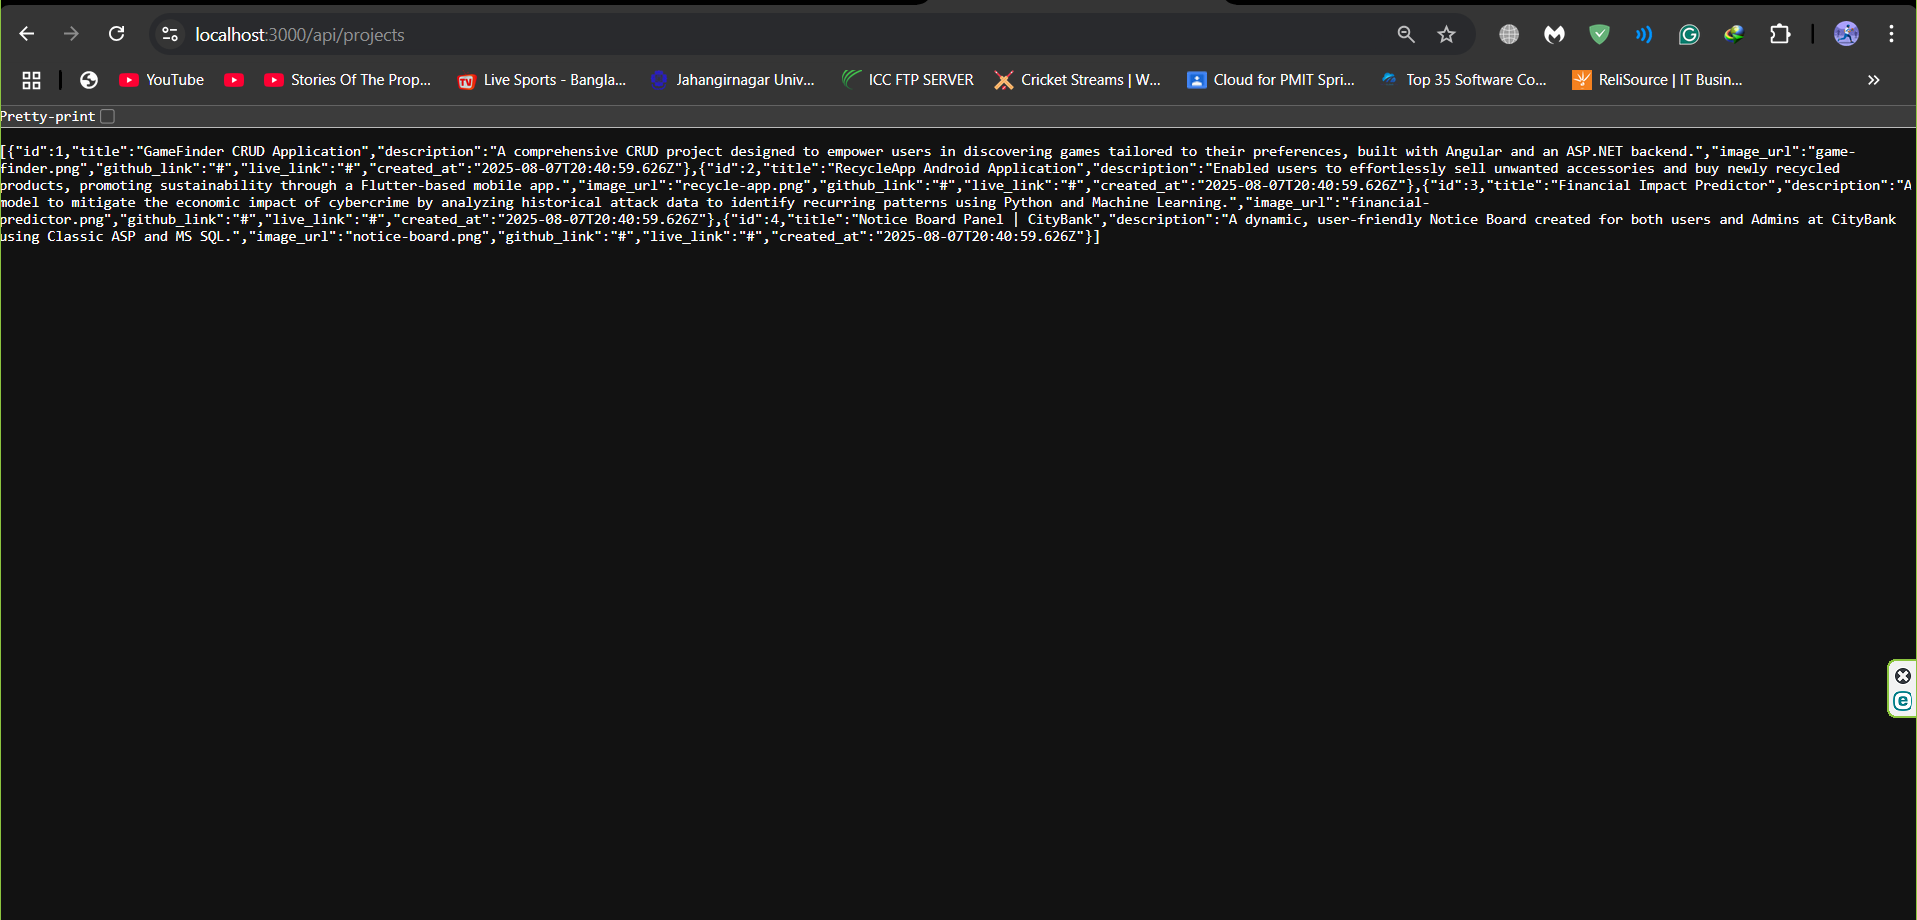 localhost:3000/api/projects
YouTube
Stories Of The Prop...
Live Sports - Bangla...
Jahangirnagar Univ...
ICC FTP SERVER
Cricket Streams | W...
Cloud for PMIT Spri...
Top 35 Software Co...
ReliSource | IT Busin...
Pretty-print
[{"id":1,"title":"GameFinder CRUD Application","description":"A comprehensive CRUD project designed to empower users in discovering games tailored to their preferences, built with Angular and an ASP.NET backend.","image_url":"game-
finder.png","github_link":"#","live_link":"#","created_at":"2025-08-07T20:40:59.626Z"},{"id":2,"title":"RecycleApp Android Application","description":"Enabled users to effortlessly sell unwanted accessories and buy newly recycled
products, promoting sustainability through a Flutter-based mobile app.","image_url":"recycle-app.png","github_link":"#","live_link":"#","created_at":"2025-08-07T20:40:59.626Z"},{"id":3,"title":"Financial Impact Predictor","description":"A
model to mitigate the economic impact of cybercrime by analyzing historical attack data to identify recurring patterns using Python and Machine Learning.","image_url":"financial-
predictor.png","github_link":"#","live_link":"#","created_at":"2025-08-07T20:40:59.626Z"},{"id":4,"title":"Notice Board Panel | CityBank","description":"A dynamic, user-friendly Notice Board created for both users and Admins at CityBank
using Classic ASP and MS SQL.","image_url":"notice-board.png","github_link":"#","live_link":"#","created_at":"2025-08-07T20:40:59.626Z"}]